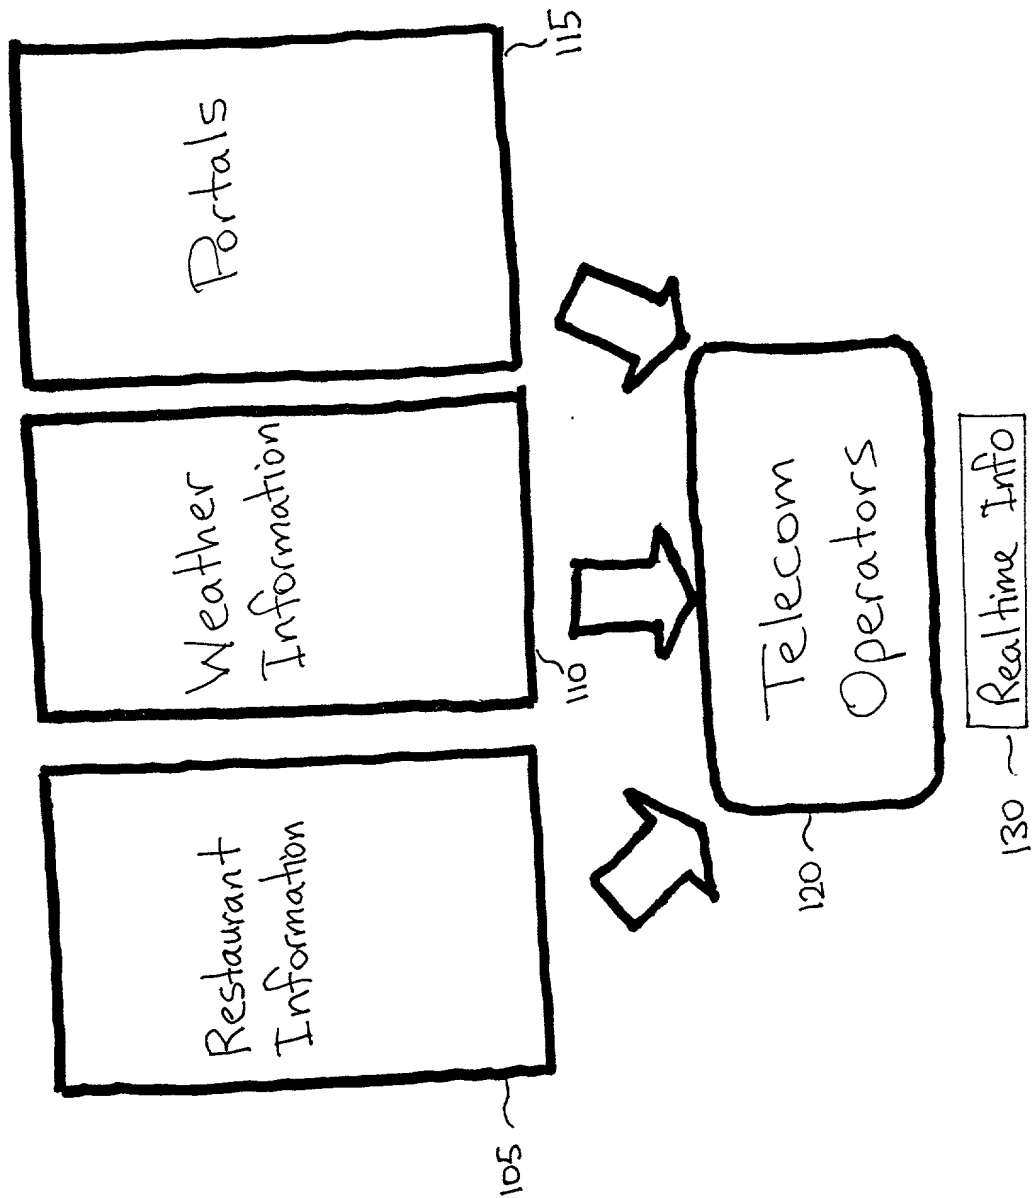 Restaurant
Information
105
Weather
Information
110
Portals
115
Telecom
Operators
120
130
Realtime Info